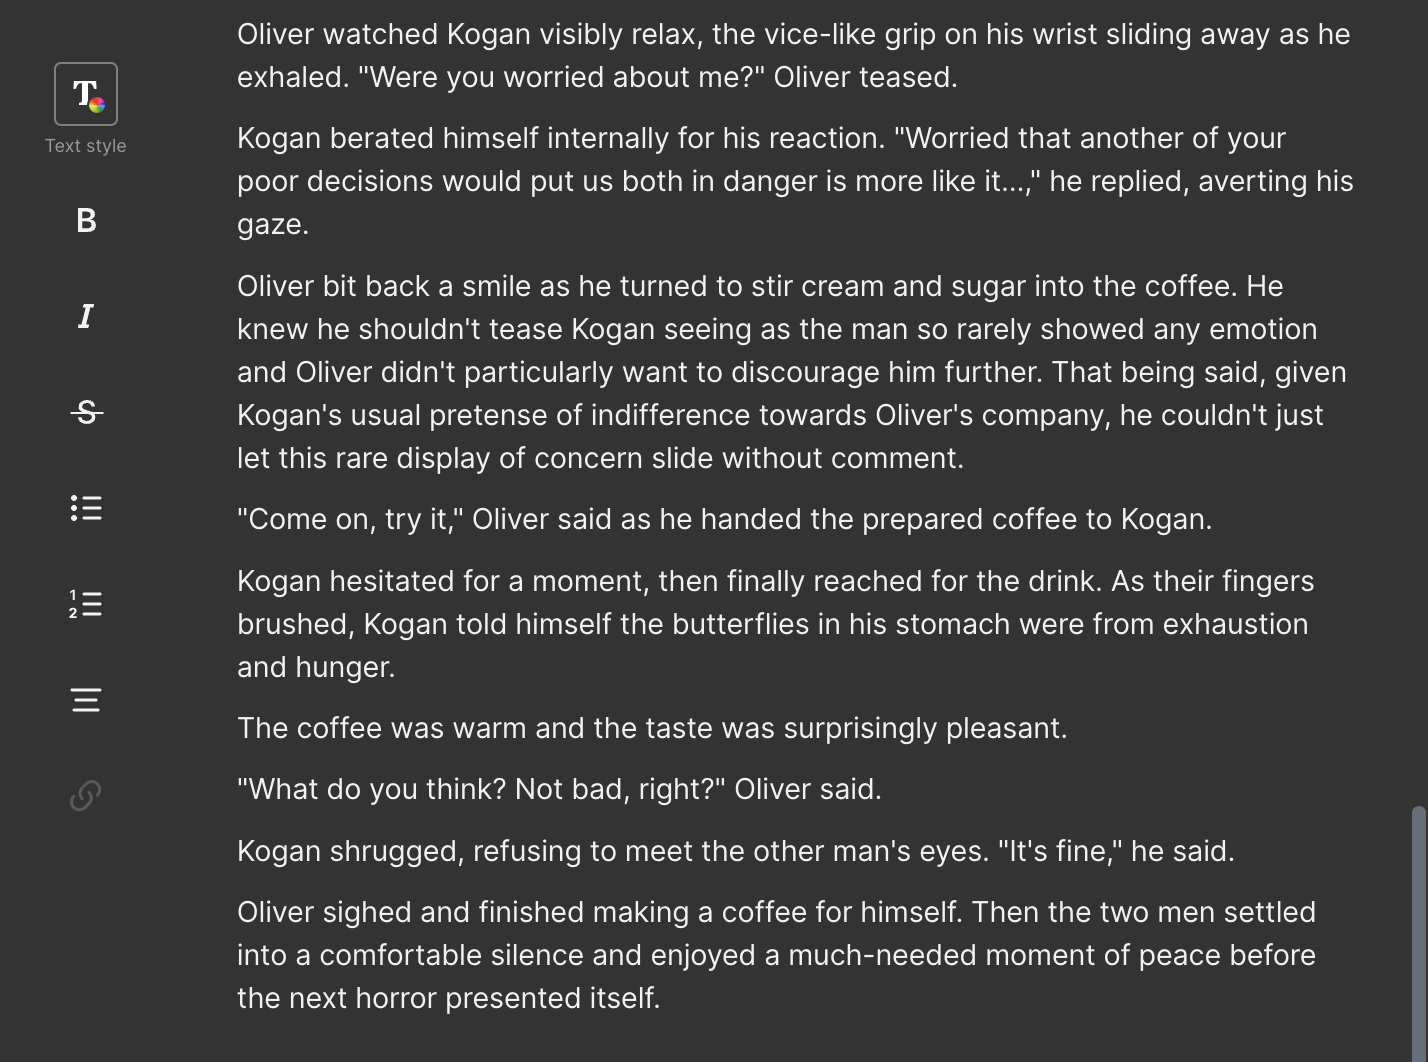 Oliver watched Kogan visibly relax, the vice-like grip on his wrist sliding away as he
exhaled. "Were you worried about me?" Oliver teased.
Kogan berated himself internally for his reaction. "Worried that another of your
poor decisions would put us both in danger is more like it...," he replied, averting his
gaze.
Oliver bit back a smile as he turned to stir cream and sugar into the coffee. He
knew he shouldn't tease Kogan seeing as the man so rarely showed any emotion
and Oliver didn't particularly want to discourage him further. That being said, given
Kogan's usual pretense of indifference towards Oliver's company, he couldn't just
let this rare display of concern slide without comment.
"Come on, try it," Oliver said as he handed the prepared coffee to Kogan.
Kogan hesitated for a moment, then finally reached for the drink. As their fingers
brushed, Kogan told himself the butterflies in his stomach were from exhaustion
and hunger.
The coffee was warm and the taste was surprisingly pleasant.
"What do you think? Not bad, right?" Oliver said.
Kogan shrugged, refusing to meet the other man's eyes. "It's fine," he said.
Oliver sighed and finished making a coffee for himself. Then the two men settled
into a comfortable silence and enjoyed a much-needed moment of peace before
the next horror presented itself.
T
Text style
B
I
S
1
2